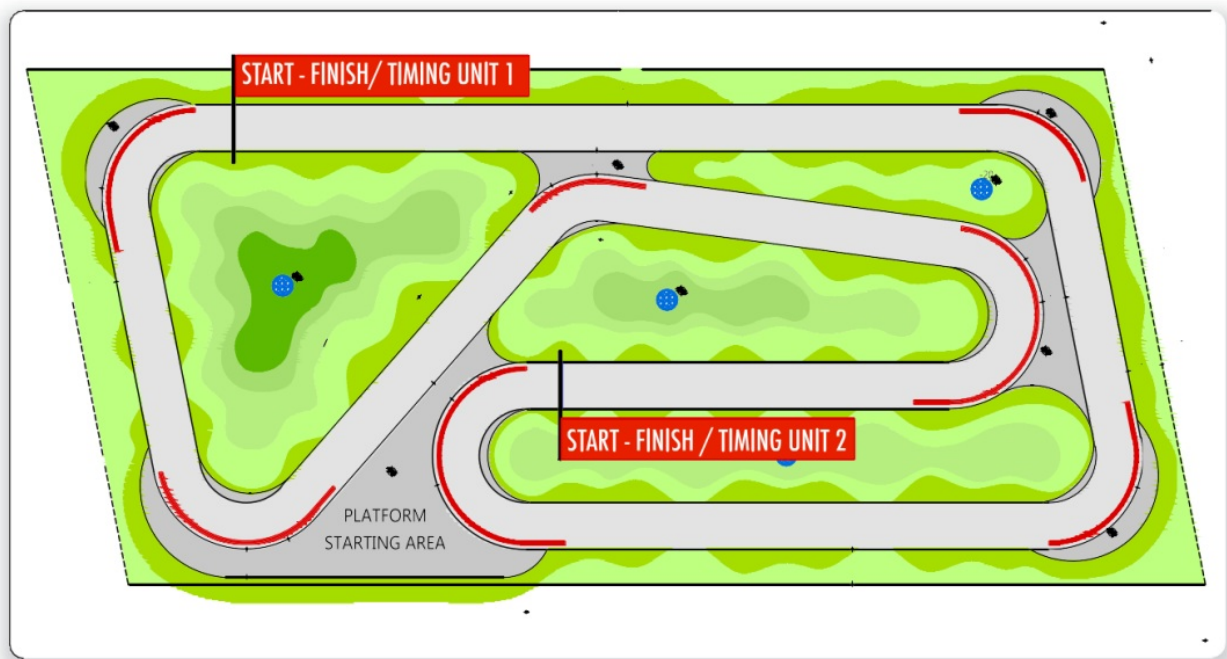 START - FINISH/ TIMING UNIT 1
START - FINISH / TIMING UNIT 2
PLATFORM
STARTING AREA